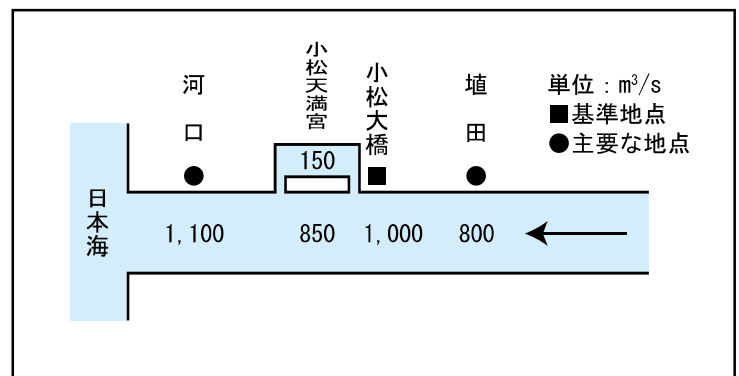 河口
小松天満宮
小松大橋
埴田
単位：m³/s
■基準地点
●主要な地点
150
日本海
1,100
850
1,000
800